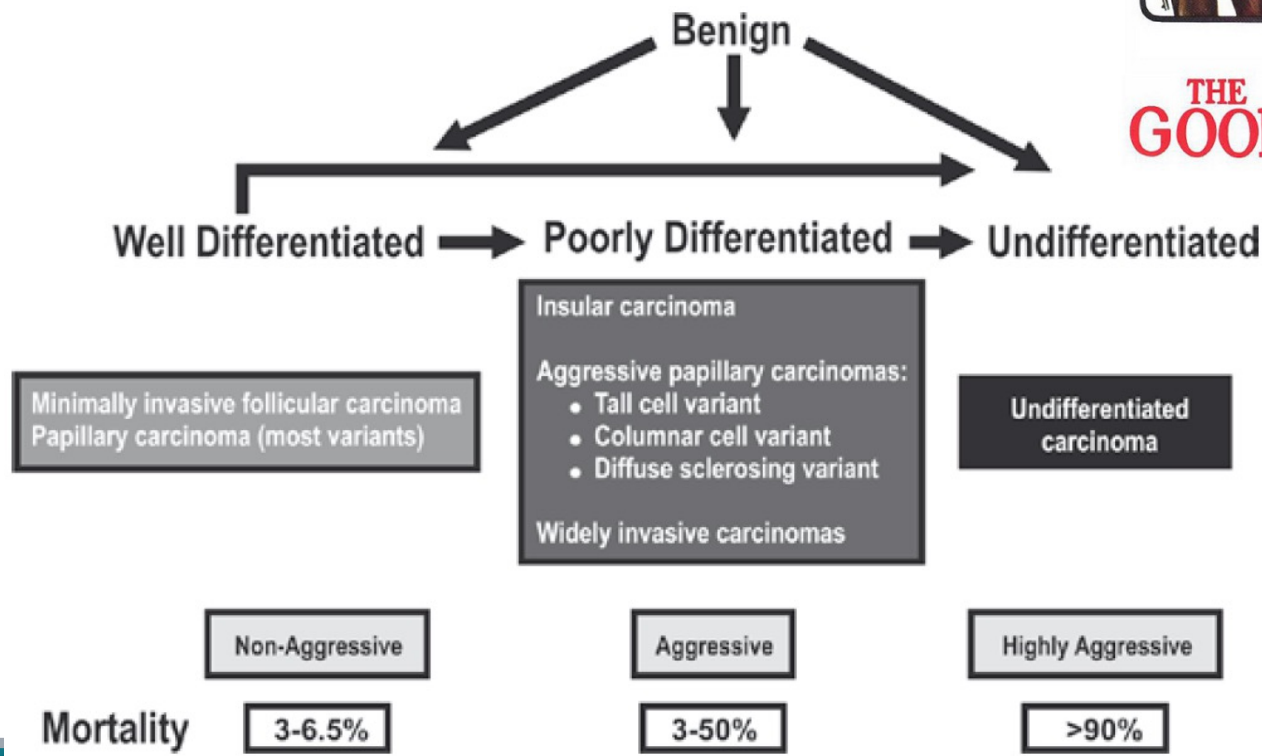 Benign
THE
Well Differentiated
Poorly Differentiated
Undifferentiated
Insular carcinoma
Aggressive papillary carcinomas:
• Tall cell variant
• Columnar cell variant
• Diffuse sclerosing variant
Widely invasive carcinomas
Minimally invasive follicular carcinoma
Papillary carcinoma (most variants)
Undifferentiated
carcinoma
Non-Aggressive
Aggressive
Highly Aggressive
Mortality
3-6.5%
3-50%
>90%